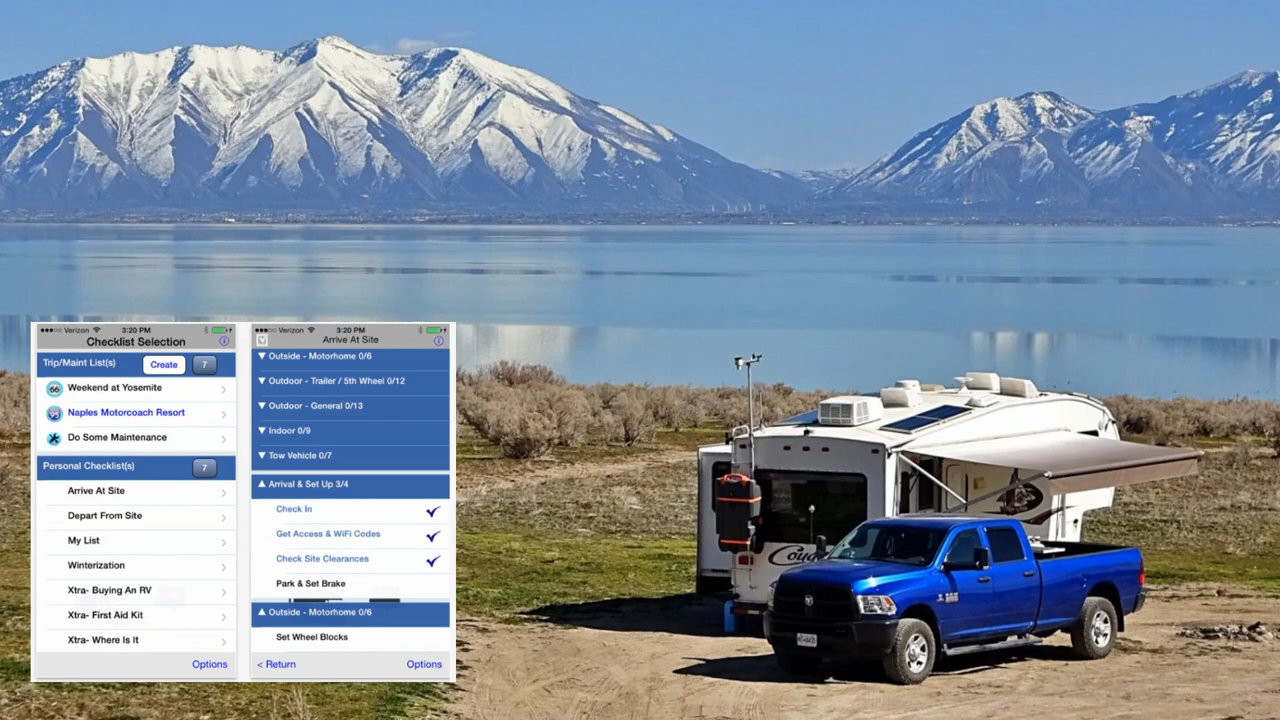 Verizon 3:20 PM
Checklist Selection
Trip/Maint List(s) Create 7
66 Weekend at Yosemite
95 Naples Motorcoach Resort
Do Some Maintenance
Personal Checklist(s) 7
Arrive At Site
Depart From Site
My List
Winterization
Xtra- Buying An RV
Xtra- First Aid Kit
Xtra- Where Is It
Options
Verizon 3:20 PM
Arrive At Site
Outside - Motorhome 0/6
Outdoor - Trailer / 5th Wheel 0/12
Outdoor - General 0/13
Indoor 0/9
Tow Vehicle 0/7
Arrival & Set Up 3/4
Check In
Get Access & WiFi Codes
Check Site Clearances
Park & Set Brake
Outside - Motorhome 0/6
Set Wheel Blocks
< Return Options